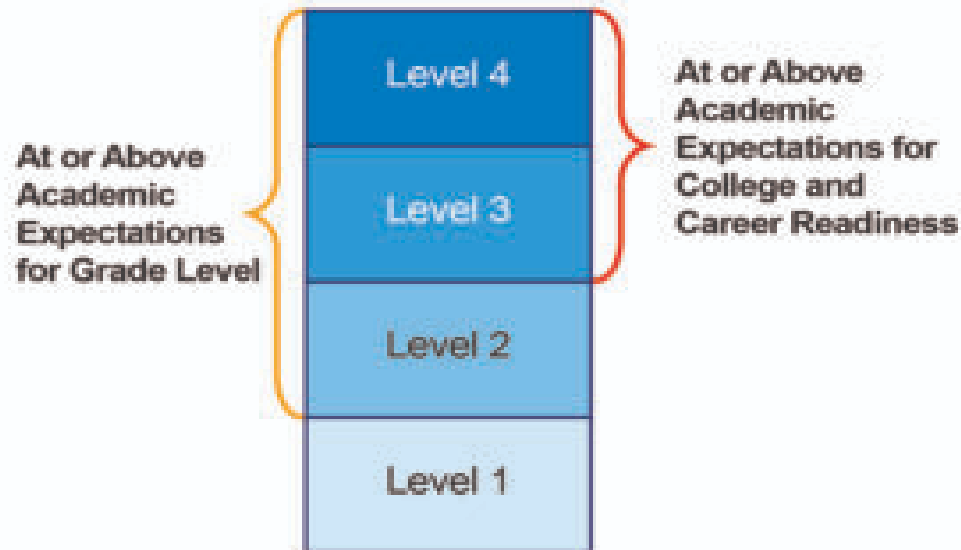 At or Above
Academic
Expectations
for Grade Level
Level 4
Level 3
Level 2
Level 1
At or Above
Academic
Expectations for
College and
Career Readiness